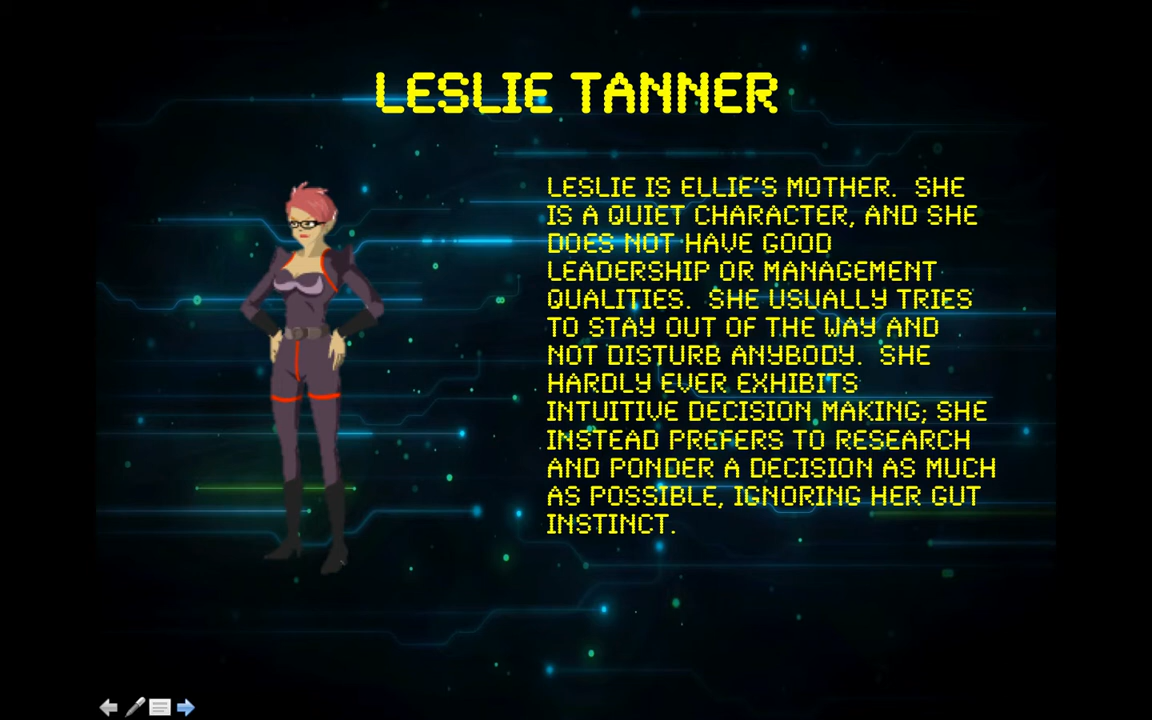 LESLIE TANNER
LESLIE IS ELLIE'S MOTHER.  SHE
IS A QUIET CHARACTER, AND SHE
DOES NOT HAVE GOOD
LEADERSHIP OR MANAGEMENT
QUALITIES.  SHE USUALLY TRIES
TO STAY OUT OF THE WAY AND
NOT DISTURB ANYBODY.  SHE
HARDLY EVER EXHIBITS
INTUITIVE DECISION MAKING; SHE
INSTEAD PREFERS TO RESEARCH
AND PONDER A DECISION AS MUCH
AS POSSIBLE, IGNORING HER GUT
INSTINCT.